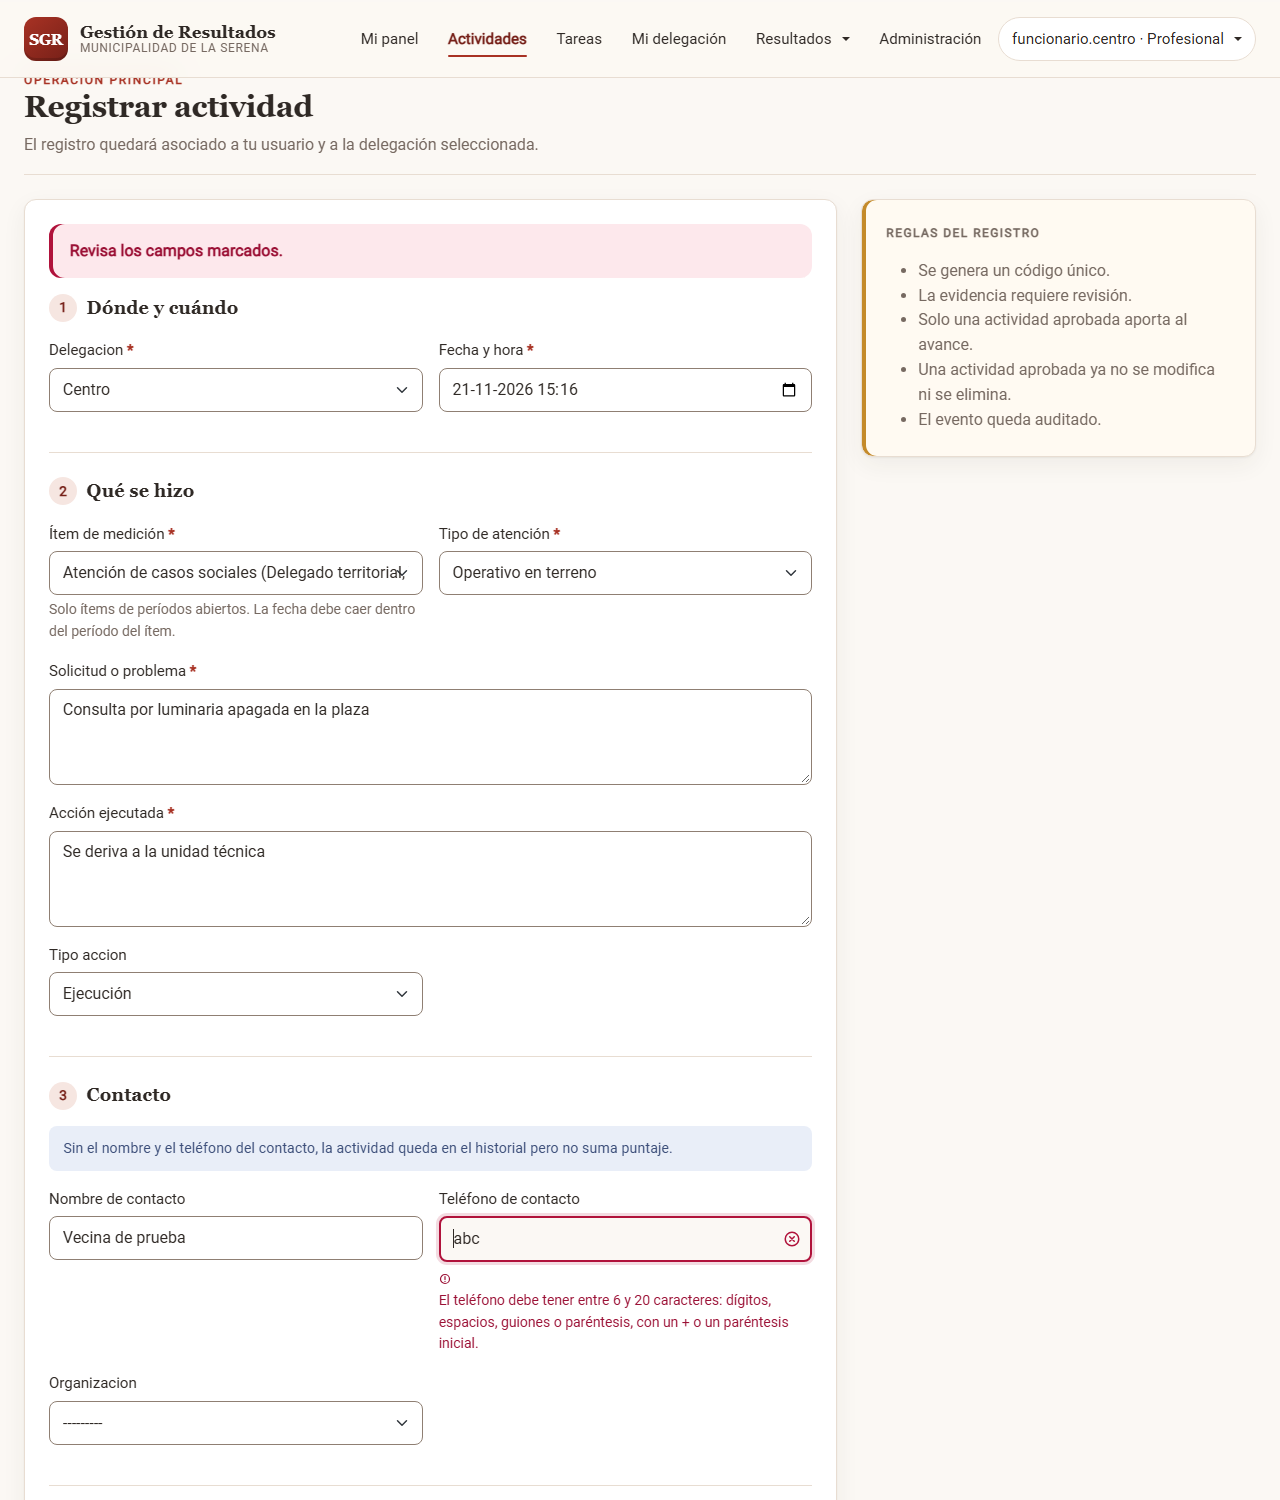 SGR
Gestión de Resultados
MUNICIPALIDAD DE LA SERENA
Mi panel
Actividades
Tareas
Mi delegación
Resultados
Administración
funcionario.centro · Profesional
OPERACIÓN PRINCIPAL
Registrar actividad
El registro quedará asociado a tu usuario y a la delegación seleccionada.
Revisa los campos marcados.
1 Dónde y cuándo
Delegacion *
Centro
Fecha y hora *
21-11-2026 15:16
2 Qué se hizo
Ítem de medición *
Atención de casos sociales (Delegado territorial,
Solo ítems de períodos abiertos. La fecha debe caer dentro
del período del ítem.
Tipo de atención *
Operativo en terreno
Solicitud o problema *
Consulta por luminaria apagada en la plaza
Acción ejecutada *
Se deriva a la unidad técnica
Tipo accion
Ejecución
3 Contacto
Sin el nombre y el teléfono del contacto, la actividad queda en el historial pero no suma puntaje.
Nombre de contacto
Vecina de prueba
Teléfono de contacto
abc
El teléfono debe tener entre 6 y 20 caracteres: dígitos,
espacios, guiones o paréntesis, con un + o un paréntesis
inicial.
Organizacion
---------
REGLAS DEL REGISTRO
• Se genera un código único.
• La evidencia requiere revisión.
• Solo una actividad aprobada aporta al
avance.
• Una actividad aprobada ya no se modifica
ni se elimina.
• El evento queda auditado.